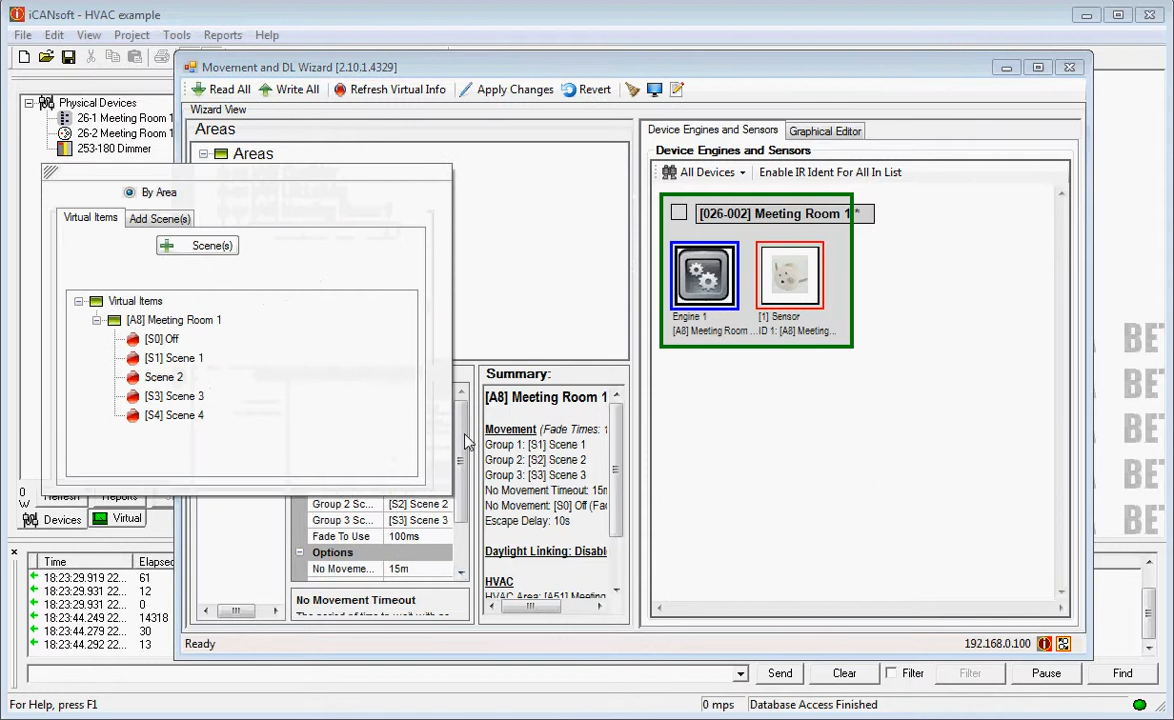 iCANsoft - HVAC example
File Edit View Project Tools Reports Help
Movement and DL Wizard [2.10.1.4329]
Read All Write All Refresh Virtual Info Apply Changes Revert
Wizard View
Areas
Areas
Physical Devices
26-1 Meeting Room 1
26-2 Meeting Room 1
253-180 Dimmer
By Area
Virtual Items Add Scene(s)
Scene(s)
Virtual Items
[A8] Meeting Room 1
[S0] Off
[S1] Scene 1
Scene 2
[S3] Scene 3
[S4] Scene 4
0
W
Refresh Reports
Devices Virtual
Group 2 Sc... [S2] Scene 2
Group 3 Sc... [S3] Scene 3
Fade To Use 100ms
Options
No Moveme... 15m
No Movement Timeout
Summary:
[A8] Meeting Room 1
Movement (Fade Times: 1
Group 1: [S1] Scene 1
Group 2: [S2] Scene 2
Group 3: [S3] Scene 3
No Movement Timeout: 15m
No Movement: [S0] Off (Fa
Escape Delay: 10s
Daylight Linking: Disabl
HVAC
HVAC Area: [A51] Meetin
Device Engines and Sensors Graphical Editor
Device Engines and Sensors
All Devices Enable IR Ident For All In List
[026-002] Meeting Room 1 *
Engine 1 [1] Sensor
[A8] Meeting Room ... ID 1: [A8] Meeting...
BE
BE
BE
BE
Ready 192.168.0.100
Time Elapsed
18:23:29.919 22... 61
18:23:29.931 22... 12
18:23:29.931 22... 0
18:23:44.249 22... 14318
18:23:44.279 22... 30
18:23:44.292 22... 13
Send Clear Filter Filter Pause Find
For Help, press F1 0 mps Database Access Finished